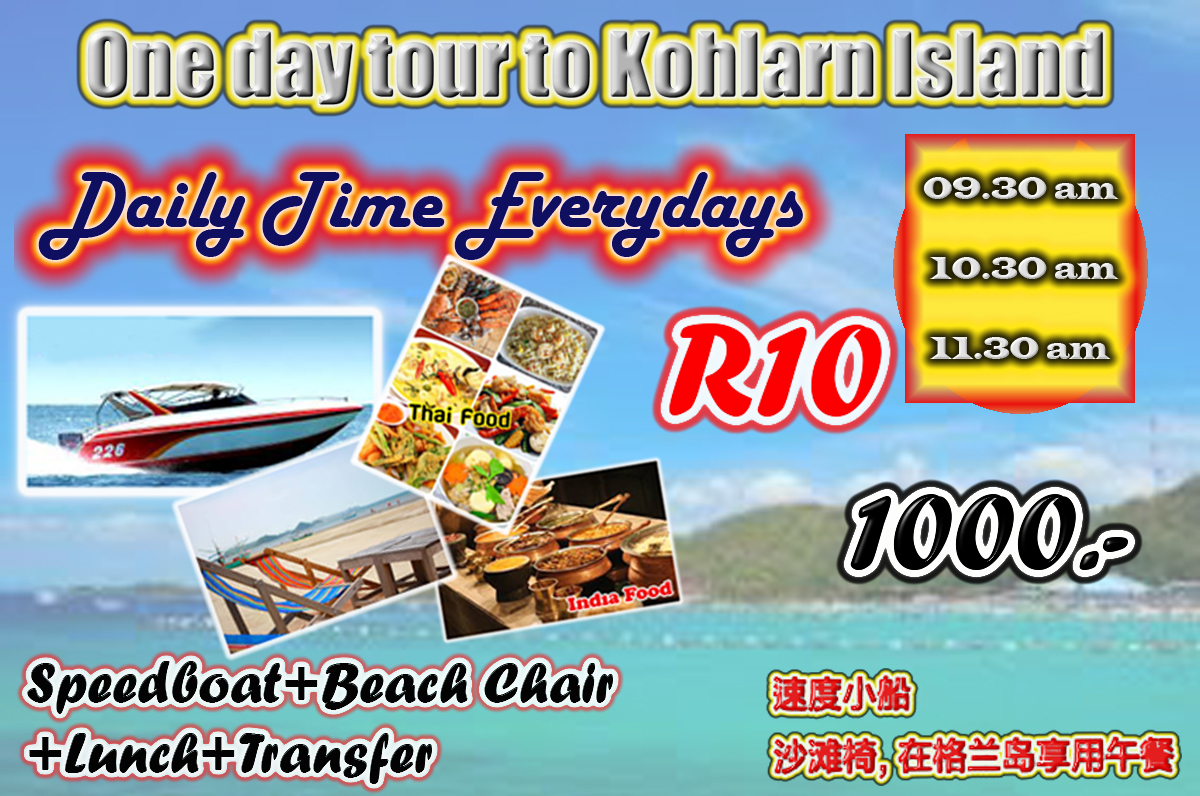 One day tour to Kohlarn Island
Daily Time Everydays
09.30 am
10.30 am
11.30 am
R10
Thai Food
226
1000.-
India Food
Speedboat+Beach Chair
+Lunch+Transfer
速度小船
沙滩椅, 在格兰岛享用午餐